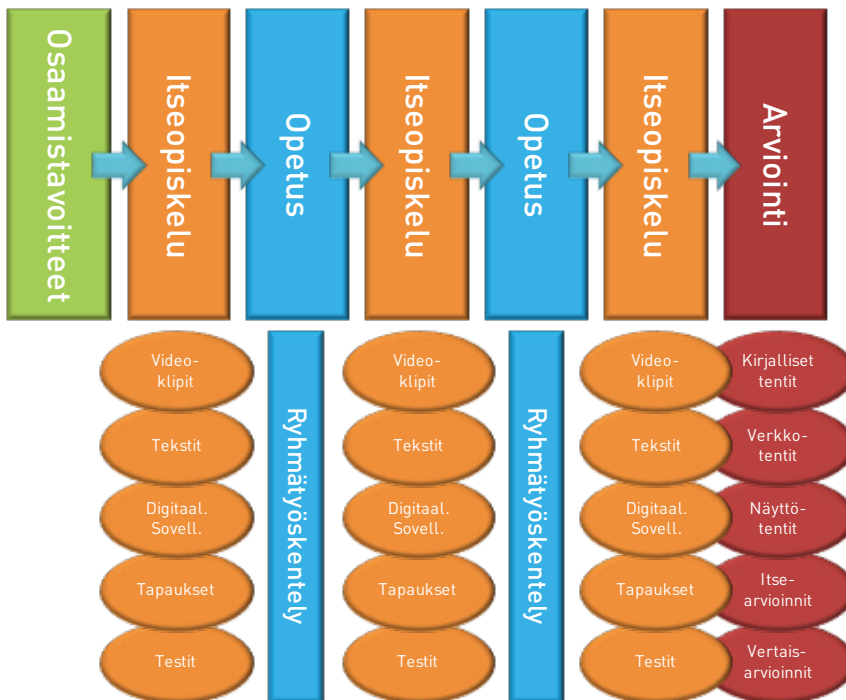 Osaamistavoitteet
Itseopiskelu
Opetus
Itseopiskelu
Opetus
Itseopiskelu
Arviointi
Video-
klipit
Tekstit
Digitaal.
Sovell.
Tapaukset
Testit
Ryhmätyöskentely
Video-
klipit
Tekstit
Digitaal.
Sovell.
Tapaukset
Testit
Ryhmätyöskentely
Video-
klipit
Tekstit
Digitaal.
Sovell.
Tapaukset
Testit
Kirjalliset
tentit
Verkko-
tentit
Näyttö-
tentit
Itse-
arvioinnit
Vertais-
arvioinnit